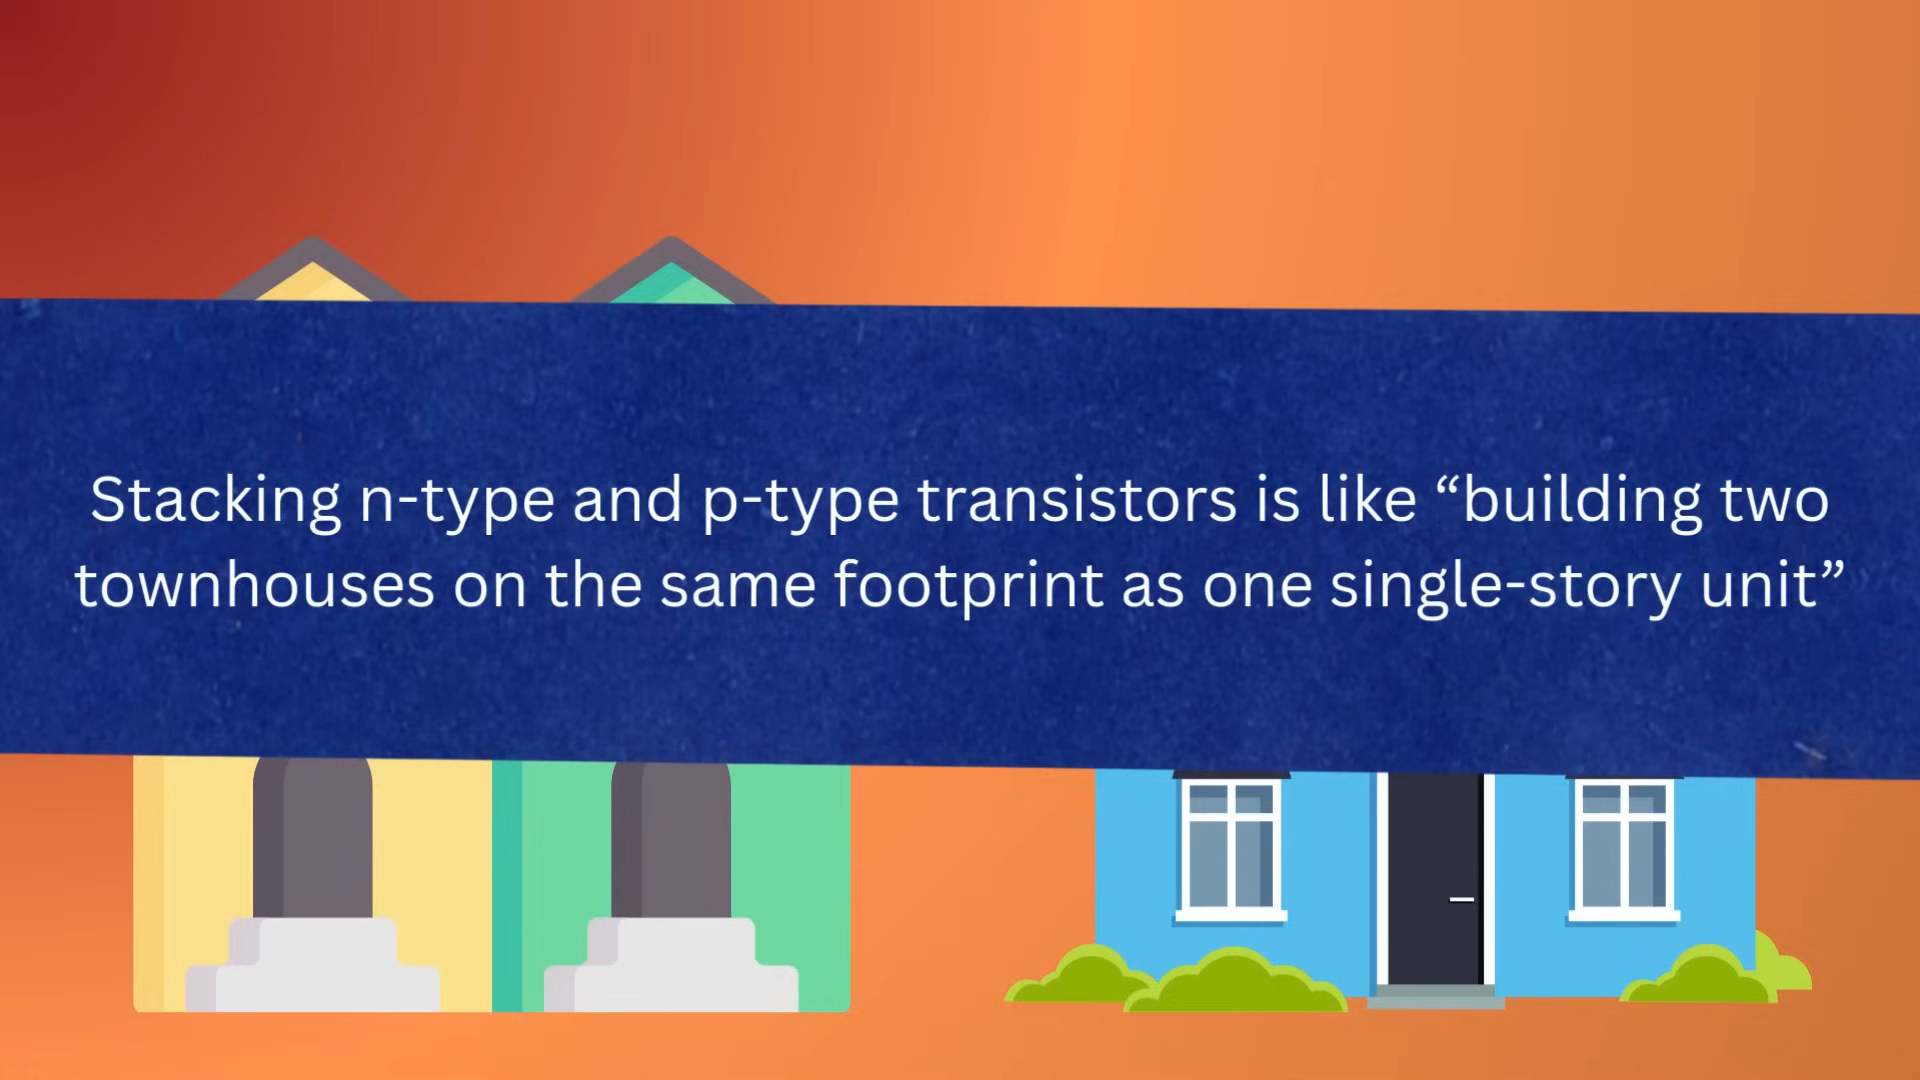 Stacking n-type and p-type transistors is like “building two
townhouses on the same footprint as one single-story unit”